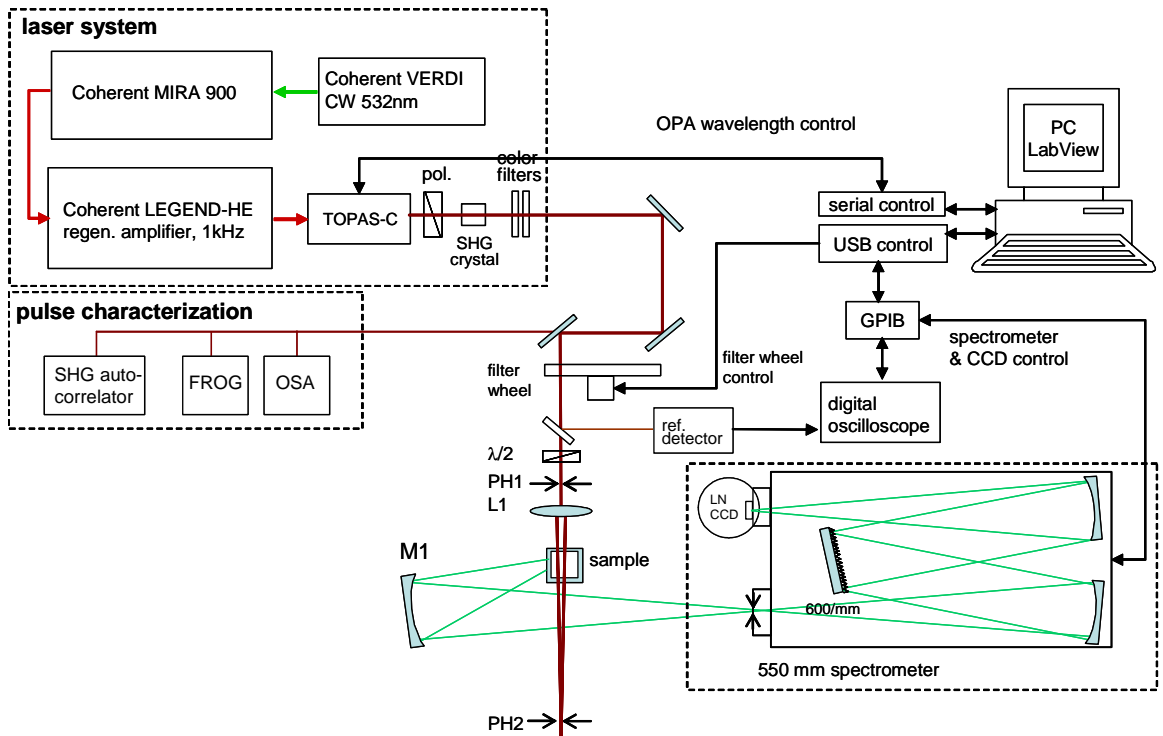 laser system
Coherent MIRA 900
Coherent VERDI
CW 532nm
Coherent LEGEND-HE
regen. amplifier, 1kHz
TOPAS-C
pol.
SHG
crystal
color
filters
OPA wavelength control
PC
LabView
serial control
USB control
GPIB
spectrometer
& CCD control
digital
oscilloscope
pulse characterization
SHG auto-
correlator
FROG
OSA
filter
wheel
filter wheel
control
ref.
detector
λ/2
PH1
L1
sample
M1
PH2
LN
CCD
600/mm
550 mm spectrometer